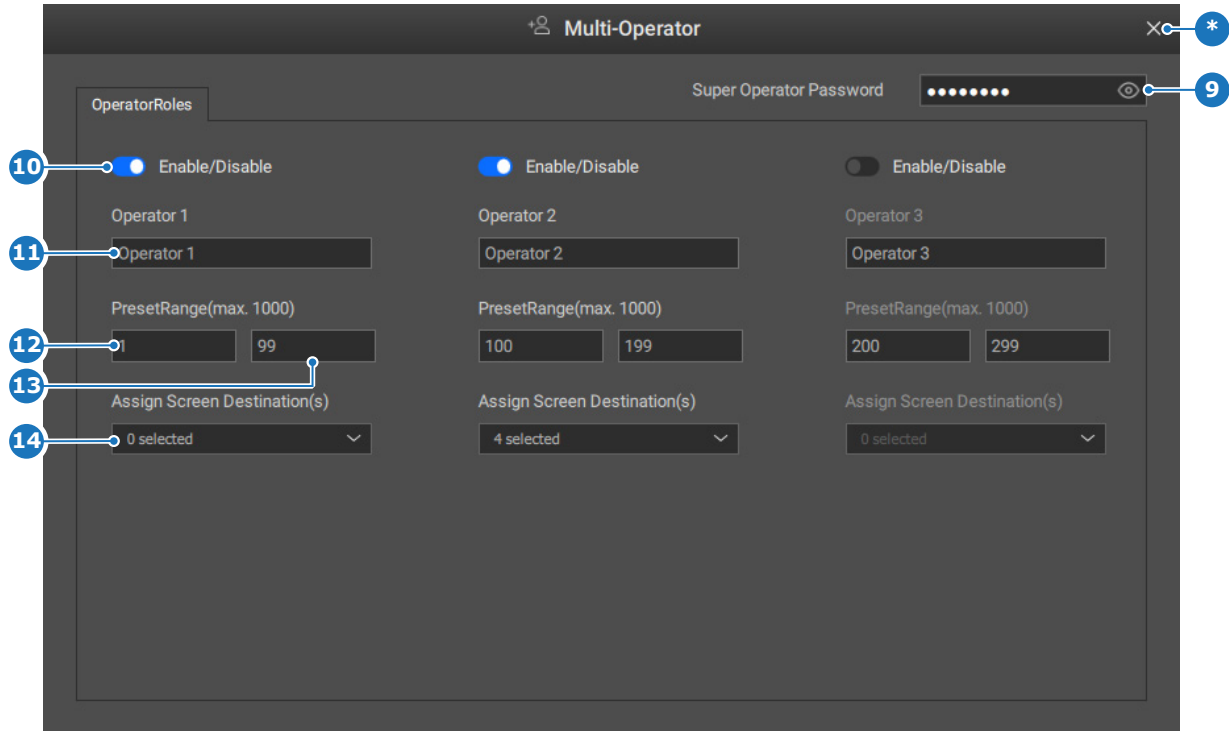 Multi-Operator
*
Super Operator Password ●●●●●●●● 9
OperatorRoles
10 Enable/Disable Enable/Disable Enable/Disable
Operator 1 Operator 2 Operator 3
11 Operator 1 Operator 2 Operator 3
PresetRange(max. 1000) PresetRange(max. 1000) PresetRange(max. 1000)
12 1 99 100 199 200 299
13
Assign Screen Destination(s) Assign Screen Destination(s) Assign Screen Destination(s)
14 0 selected 4 selected 0 selected